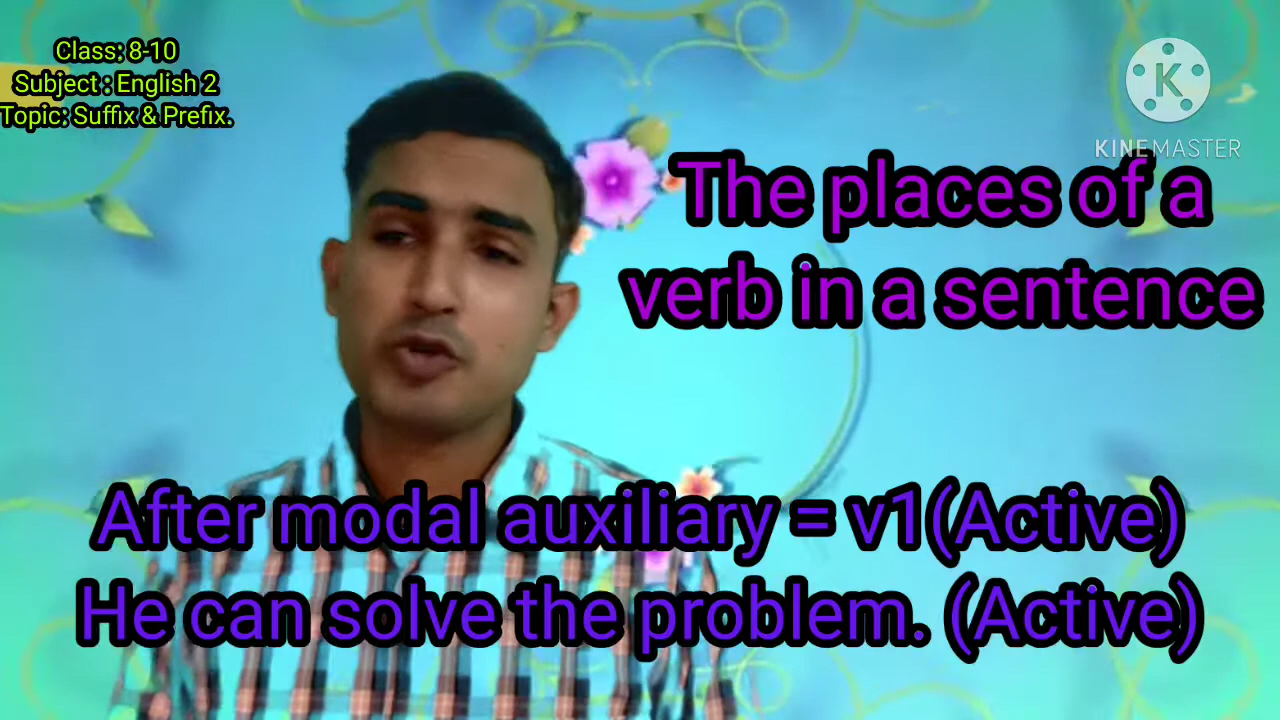 Class: 8-10
Subject : English 2
Topic: Suffix & Prefix.
K
KINEMASTER
The places of a
verb in a sentence
After modal auxiliary = v1(Active)
He can solve the problem. (Active)